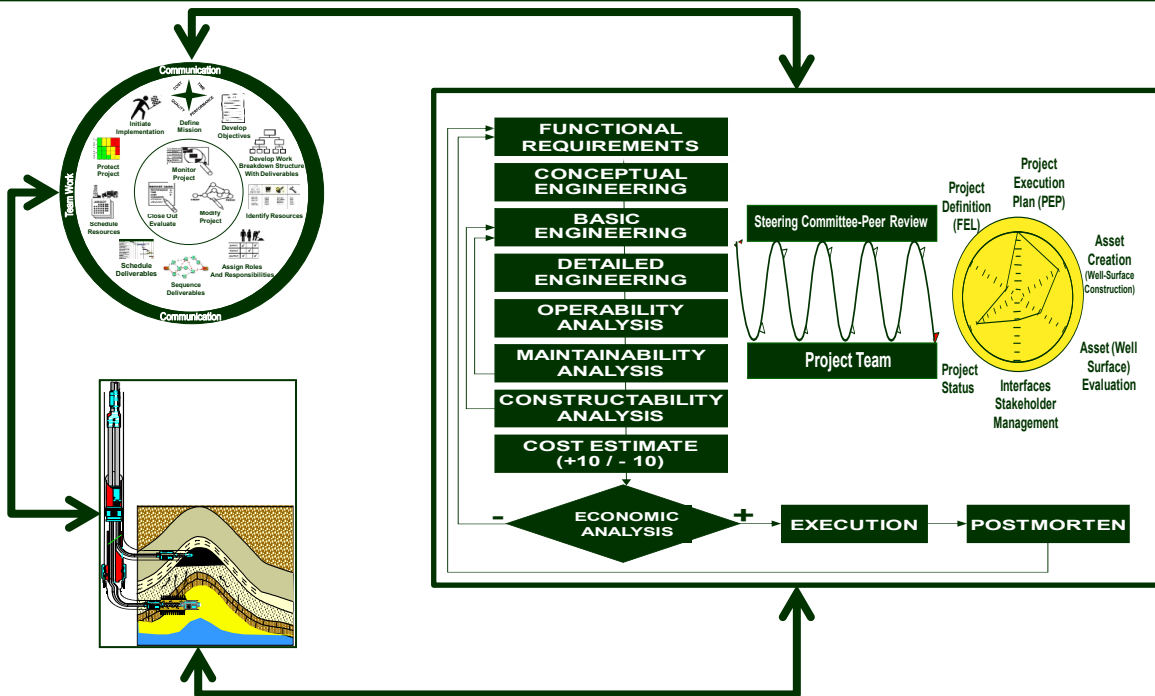 Communication
COST
TIME
QUALITY
PERFORMANCE
Initiate
Implementation
Define
Mission
Develop
Objectives
Protect
Project
Monitor
Project
Develop Work
Breakdown Structure
With Deliverables
Team Work
Schedule
Resources
Close Out
Evaluate
Modify
Project
Identify Resources
Schedule
Deliverables
Sequence
Deliverables
Assign Roles
And Responsibilities
Communication
FUNCTIONAL
REQUIREMENTS
CONCEPTUAL
ENGINEERING
BASIC
ENGINEERING
DETAILED
ENGINEERING
OPERABILITY
ANALYSIS
MAINTAINABILITY
ANALYSIS
CONSTRUCTABILITY
ANALYSIS
COST ESTIMATE
(+10 / - 10)
-
ECONOMIC
ANALYSIS
+
EXECUTION
POSTMORTEN
Steering Committee-Peer Review
Project Team
Project
Definition
(FEL)
Project
Execution
Plan (PEP)
Asset
Creation
(Well-Surface
Construction)
Asset (Well
Surface)
Evaluation
Interfaces
Stakeholder
Management
Project
Status